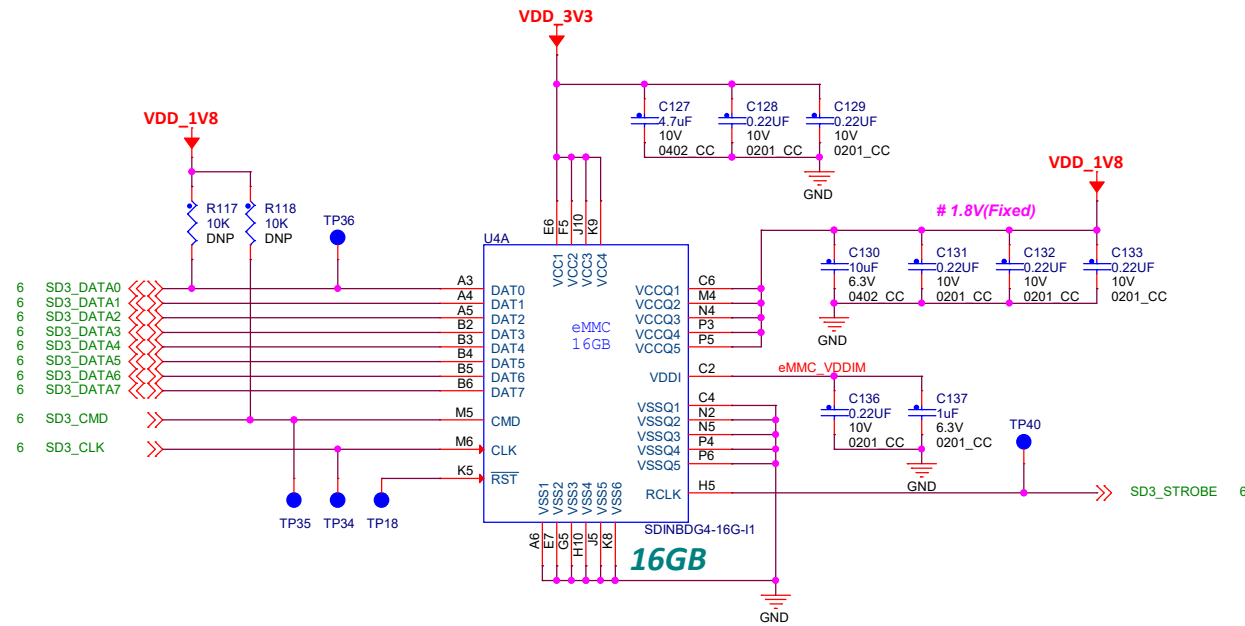 VDD_3V3
C127
4.7uF
10V
0402_CC
C128
0.22UF
10V
0201_CC
C129
0.22UF
10V
0201_CC
GND
VDD_1V8
R117
10K
DNP
R118
10K
DNP
TP36
VDD_1V8
# 1.8V(Fixed)
C130
10uF
6.3V
0402_CC
C131
0.22UF
10V
0201_CC
C132
0.22UF
10V
0201_CC
C133
0.22UF
10V
0201_CC
GND
U4A
E6
F5
J10
K9
VCC1
VCC2
VCC3
VCC4
6 SD3_DATA0
6 SD3_DATA1
6 SD3_DATA2
6 SD3_DATA3
6 SD3_DATA4
6 SD3_DATA5
6 SD3_DATA6
6 SD3_DATA7
6 SD3_CMD
6 SD3_CLK
A3 DAT0
A4 DAT1
A5 DAT2
B2 DAT3
B3 DAT4
B4 DAT5
B5 DAT6
B6 DAT7
M5 CMD
M6 CLK
K5 RST
eMMC
16GB
VCCQ1 C6
VCCQ2 M4
VCCQ3 N4
VCCQ4 P3
VCCQ5 P5
VDDI C2
eMMC_VDDIM
VSSQ1 C4
VSSQ2 N2
VSSQ3 N5
VSSQ4 P4
VSSQ5 P6
RCLK H5
C136
0.22UF
10V
0201_CC
C137
1uF
6.3V
0201_CC
GND
TP40
SD3_STROBE 6
VSS1
VSS2
VSS3
VSS4
VSS5
VSS6
A6
E7
G5
H10
J5
K8
TP35
TP34
TP18
SDINBDG4-16G-I1
16GB
GND